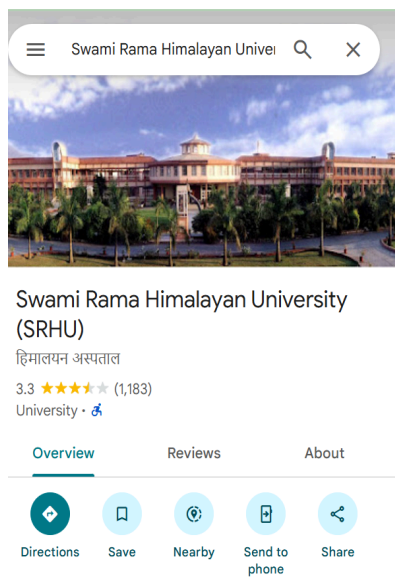 Swami Rama Himalayan Univer
Swami Rama Himalayan University
(SRHU)
हिमालयन अस्पताल
3.3 (1,183)
University ·
Overview Reviews About
Directions Save Nearby Send to phone Share